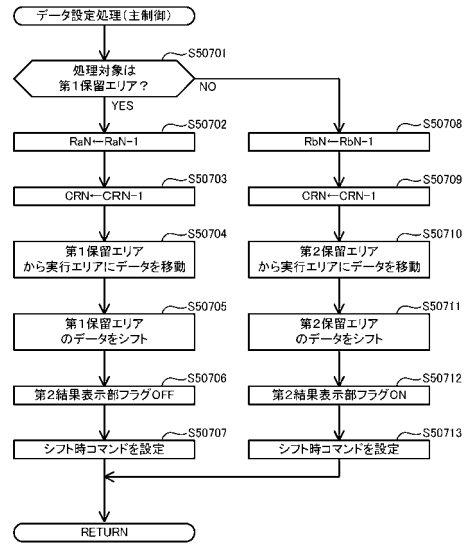 データ設定処理(主制御)
S50701
処理対象は
第1保留エリア?
NO
YES
S50702
RaN←RaN-1
S50703
CRN←CRN-1
S50704
第1保留エリア
から実行エリアにデータを移動
S50705
第1保留エリア
のデータをシフト
S50706
第2結果表示部フラグOFF
S50707
シフト時コマンドを設定
S50708
RbN←RbN-1
S50709
CRN←CRN-1
S50710
第2保留エリア
から実行エリアにデータを移動
S50711
第2保留エリア
のデータをシフト
S50712
第2結果表示部フラグON
S50713
シフト時コマンドを設定
RETURN